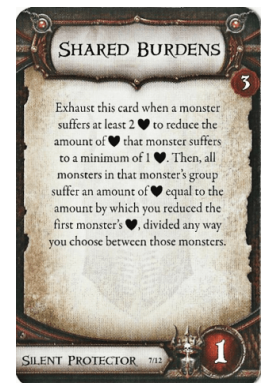 SHARED BURDENS
3
Exhaust this card when a monster
suffers at least 2 ♥ to reduce the
amount of ♥ that monster suffers
to a minimum of 1 ♥. Then, all
monsters in that monster's group
suffer an amount of ♥ equal to the
amount by which you reduced the
first monster's ♥, divided any way
you choose between those monsters.
SILENT PROTECTOR 7/12
1